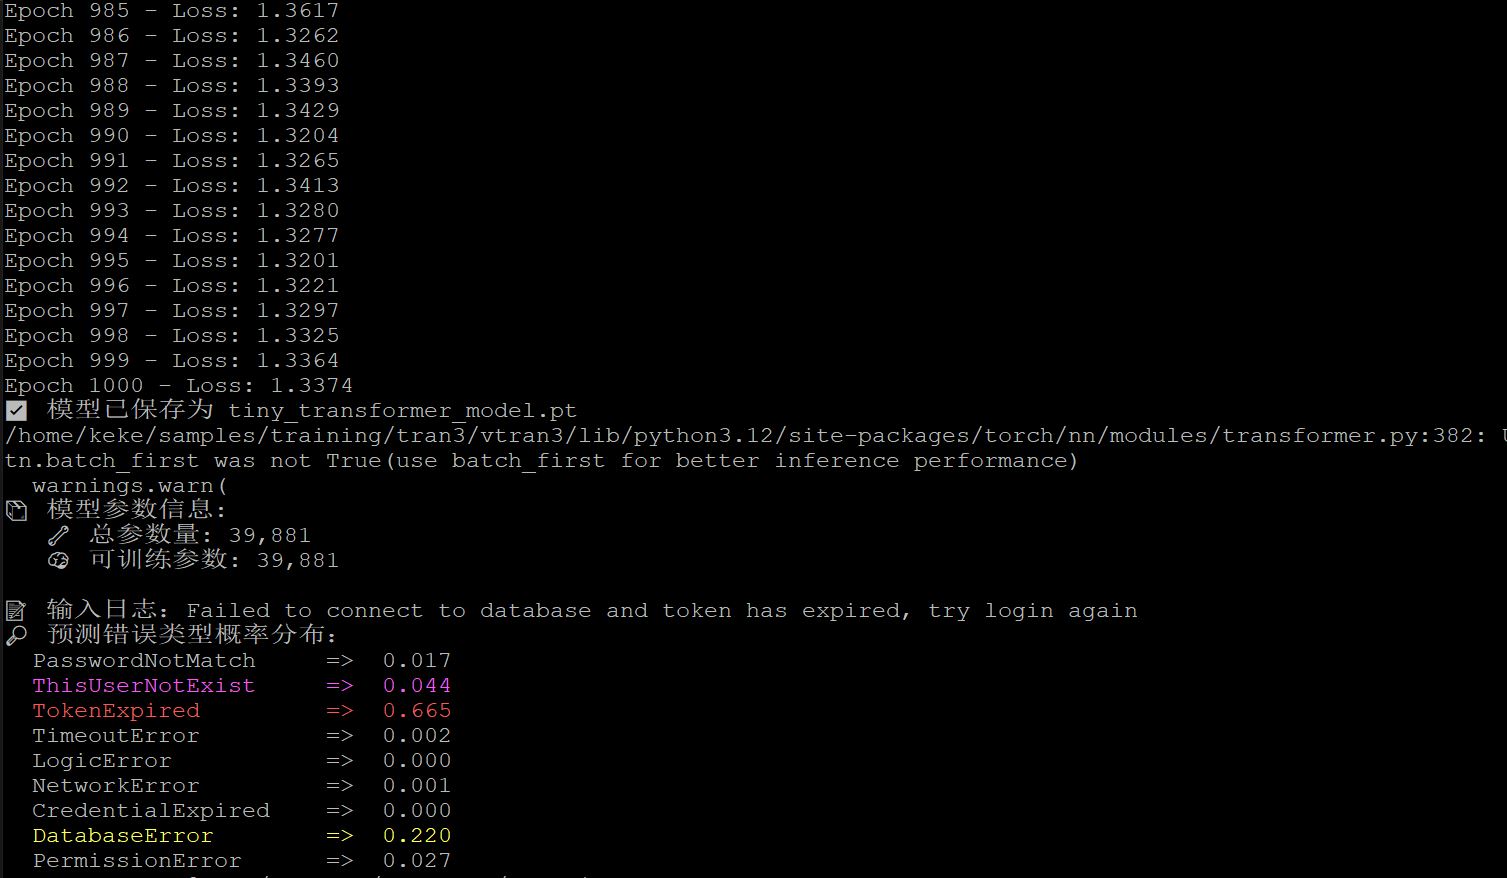 Epoch 985 - Loss: 1.3617
Epoch 986 - Loss: 1.3262
Epoch 987 - Loss: 1.3460
Epoch 988 - Loss: 1.3393
Epoch 989 - Loss: 1.3429
Epoch 990 - Loss: 1.3204
Epoch 991 - Loss: 1.3265
Epoch 992 - Loss: 1.3413
Epoch 993 - Loss: 1.3280
Epoch 994 - Loss: 1.3277
Epoch 995 - Loss: 1.3201
Epoch 996 - Loss: 1.3221
Epoch 997 - Loss: 1.3297
Epoch 998 - Loss: 1.3325
Epoch 999 - Loss: 1.3364
Epoch 1000 - Loss: 1.3374
模型已保存为 tiny_transformer_model.pt
/home/keke/samples/training/tran3/vtran3/lib/python3.12/site-packages/torch/nn/modules/transformer.py:382:
tn.batch_first was not True(use batch_first for better inference performance)
warnings.warn(
模型参数信息:
总参数量: 39,881
可训练参数: 39,881
输入日志: Failed to connect to database and token has expired, try login again
预测错误类型概率分布:
PasswordNotMatch => 0.017
ThisUserNotExist => 0.044
TokenExpired => 0.665
TimeoutError => 0.002
LogicError => 0.000
NetworkError => 0.001
CredentialExpired => 0.000
DatabaseError => 0.220
PermissionError => 0.027